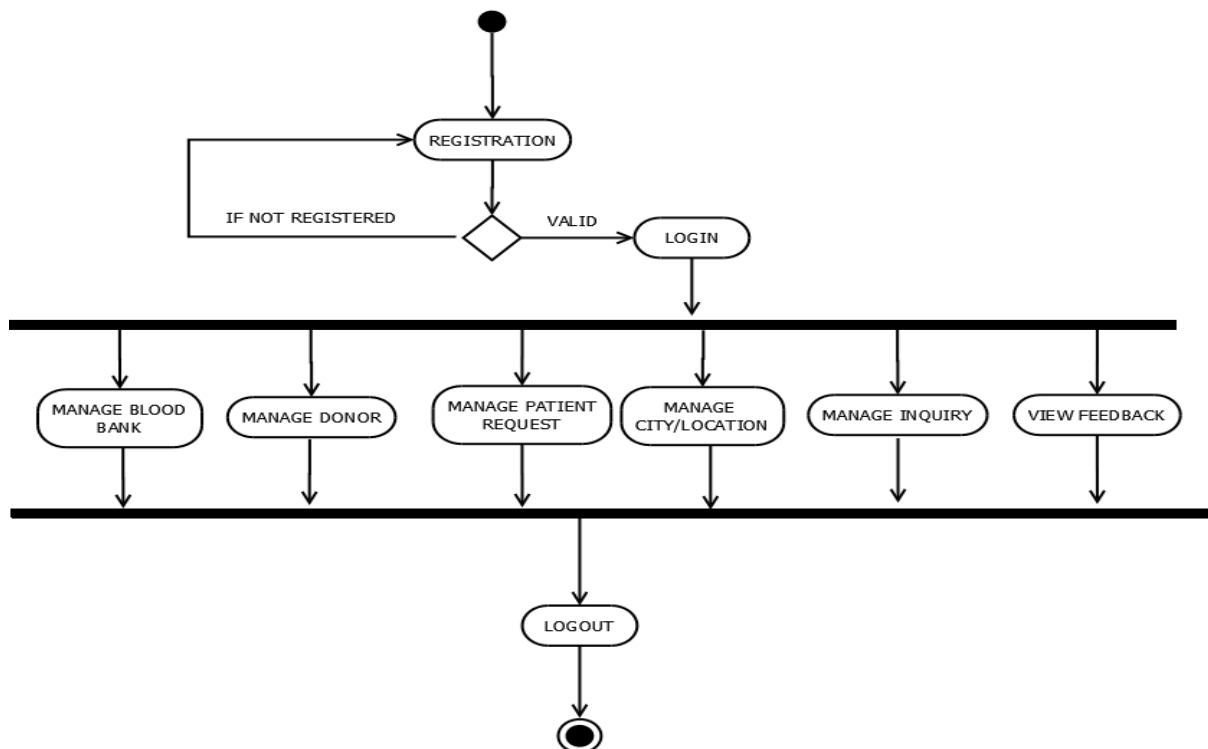 REGISTRATION
IF NOT REGISTERED
VALID
LOGIN
MANAGE BLOOD
BANK
MANAGE DONOR
MANAGE PATIENT
REQUEST
MANAGE
CITY/LOCATION
MANAGE INQUIRY
VIEW FEEDBACK
LOGOUT